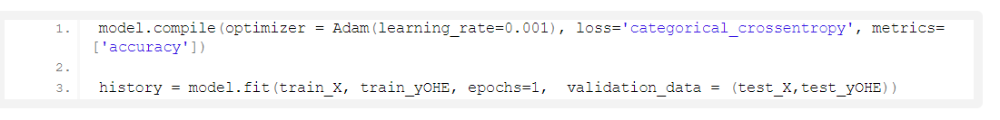 1. model.compile(optimizer = Adam(learning_rate=0.001), loss='categorical_crossentropy', metrics=
['accuracy'])
2.
3. history = model.fit(train_X, train_yOHE, epochs=1,  validation_data = (test_X,test_yOHE))